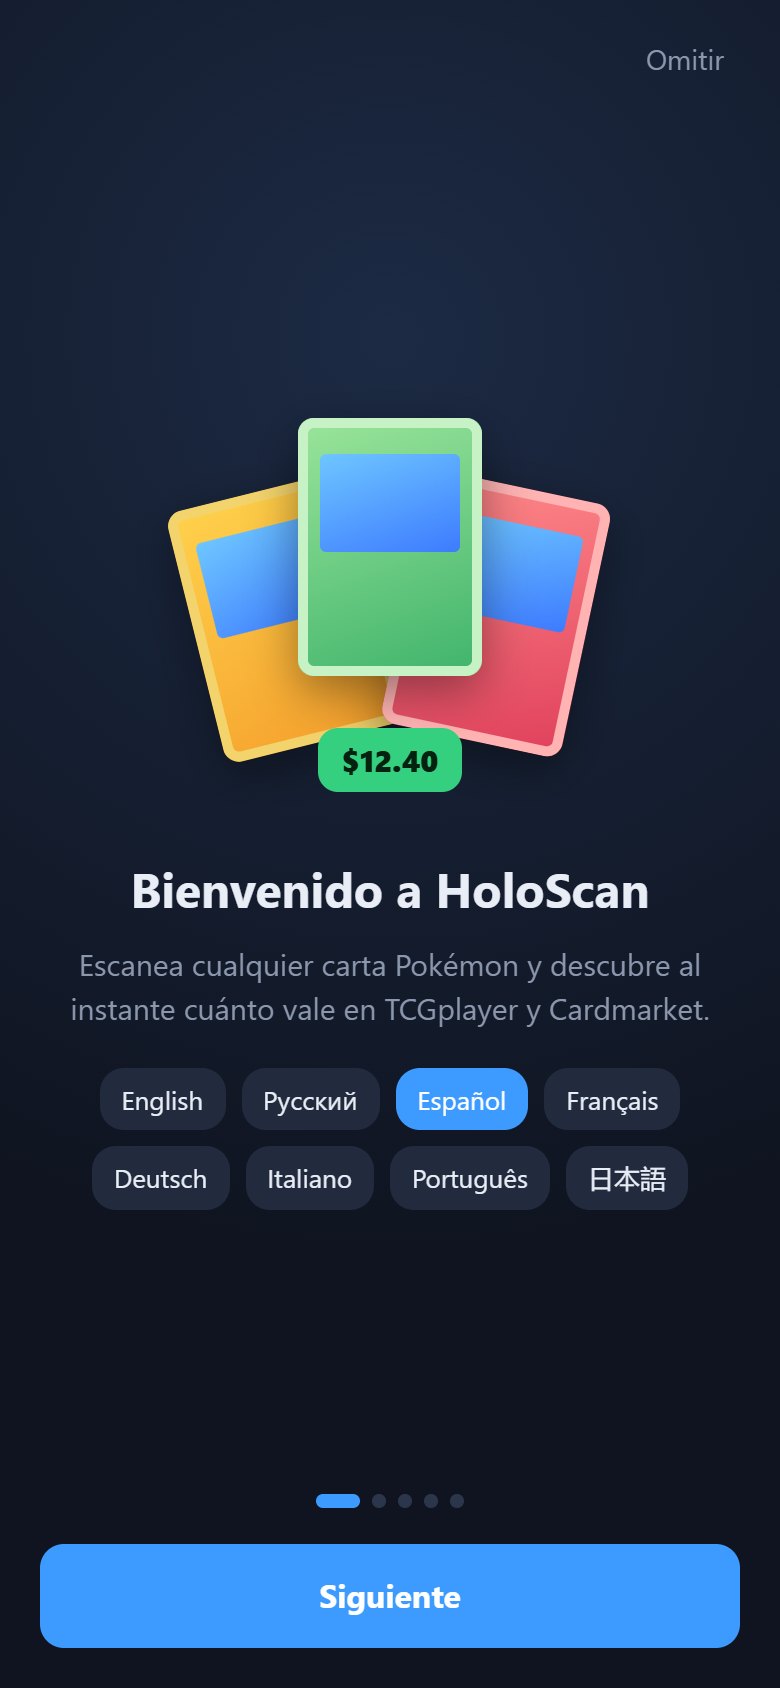 Omitir
$12.40
Bienvenido a HoloScan
Escanea cualquier carta Pokémon y descubre al
instante cuánto vale en TCGplayer y Cardmarket.
English Русский Español Français
Deutsch Italiano Português 日本語
Siguiente